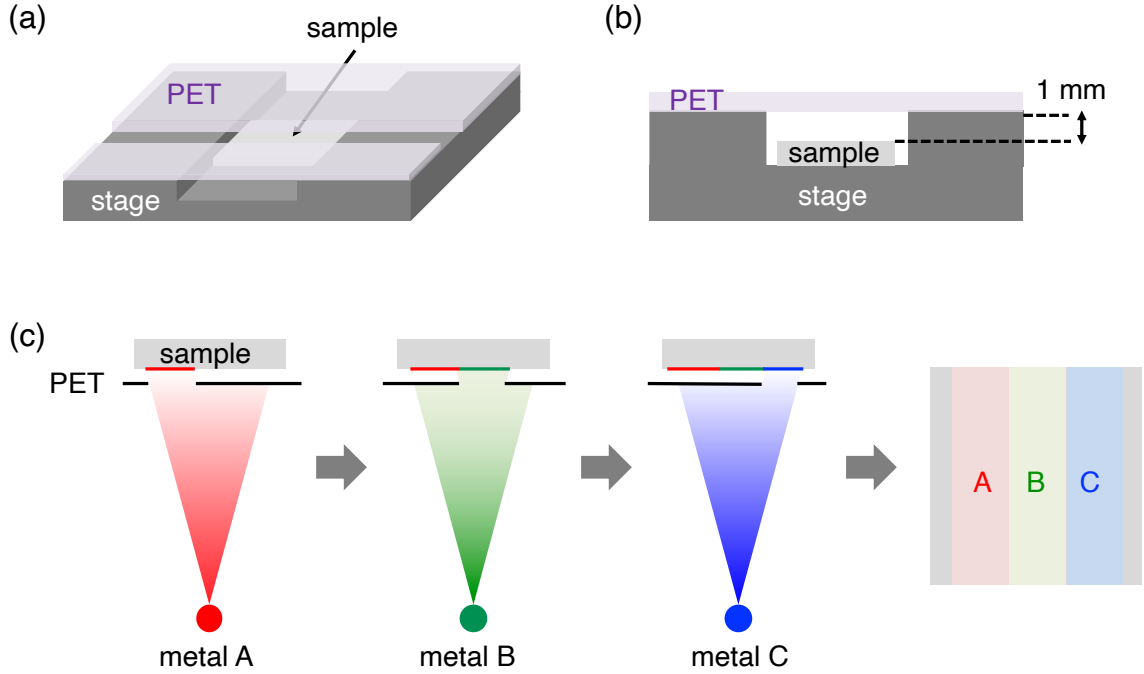 (a)
sample
PET
stage
(b)
PET
1 mm
sample
stage
(c)
sample
PET
metal A
metal B
metal C
A
B
C